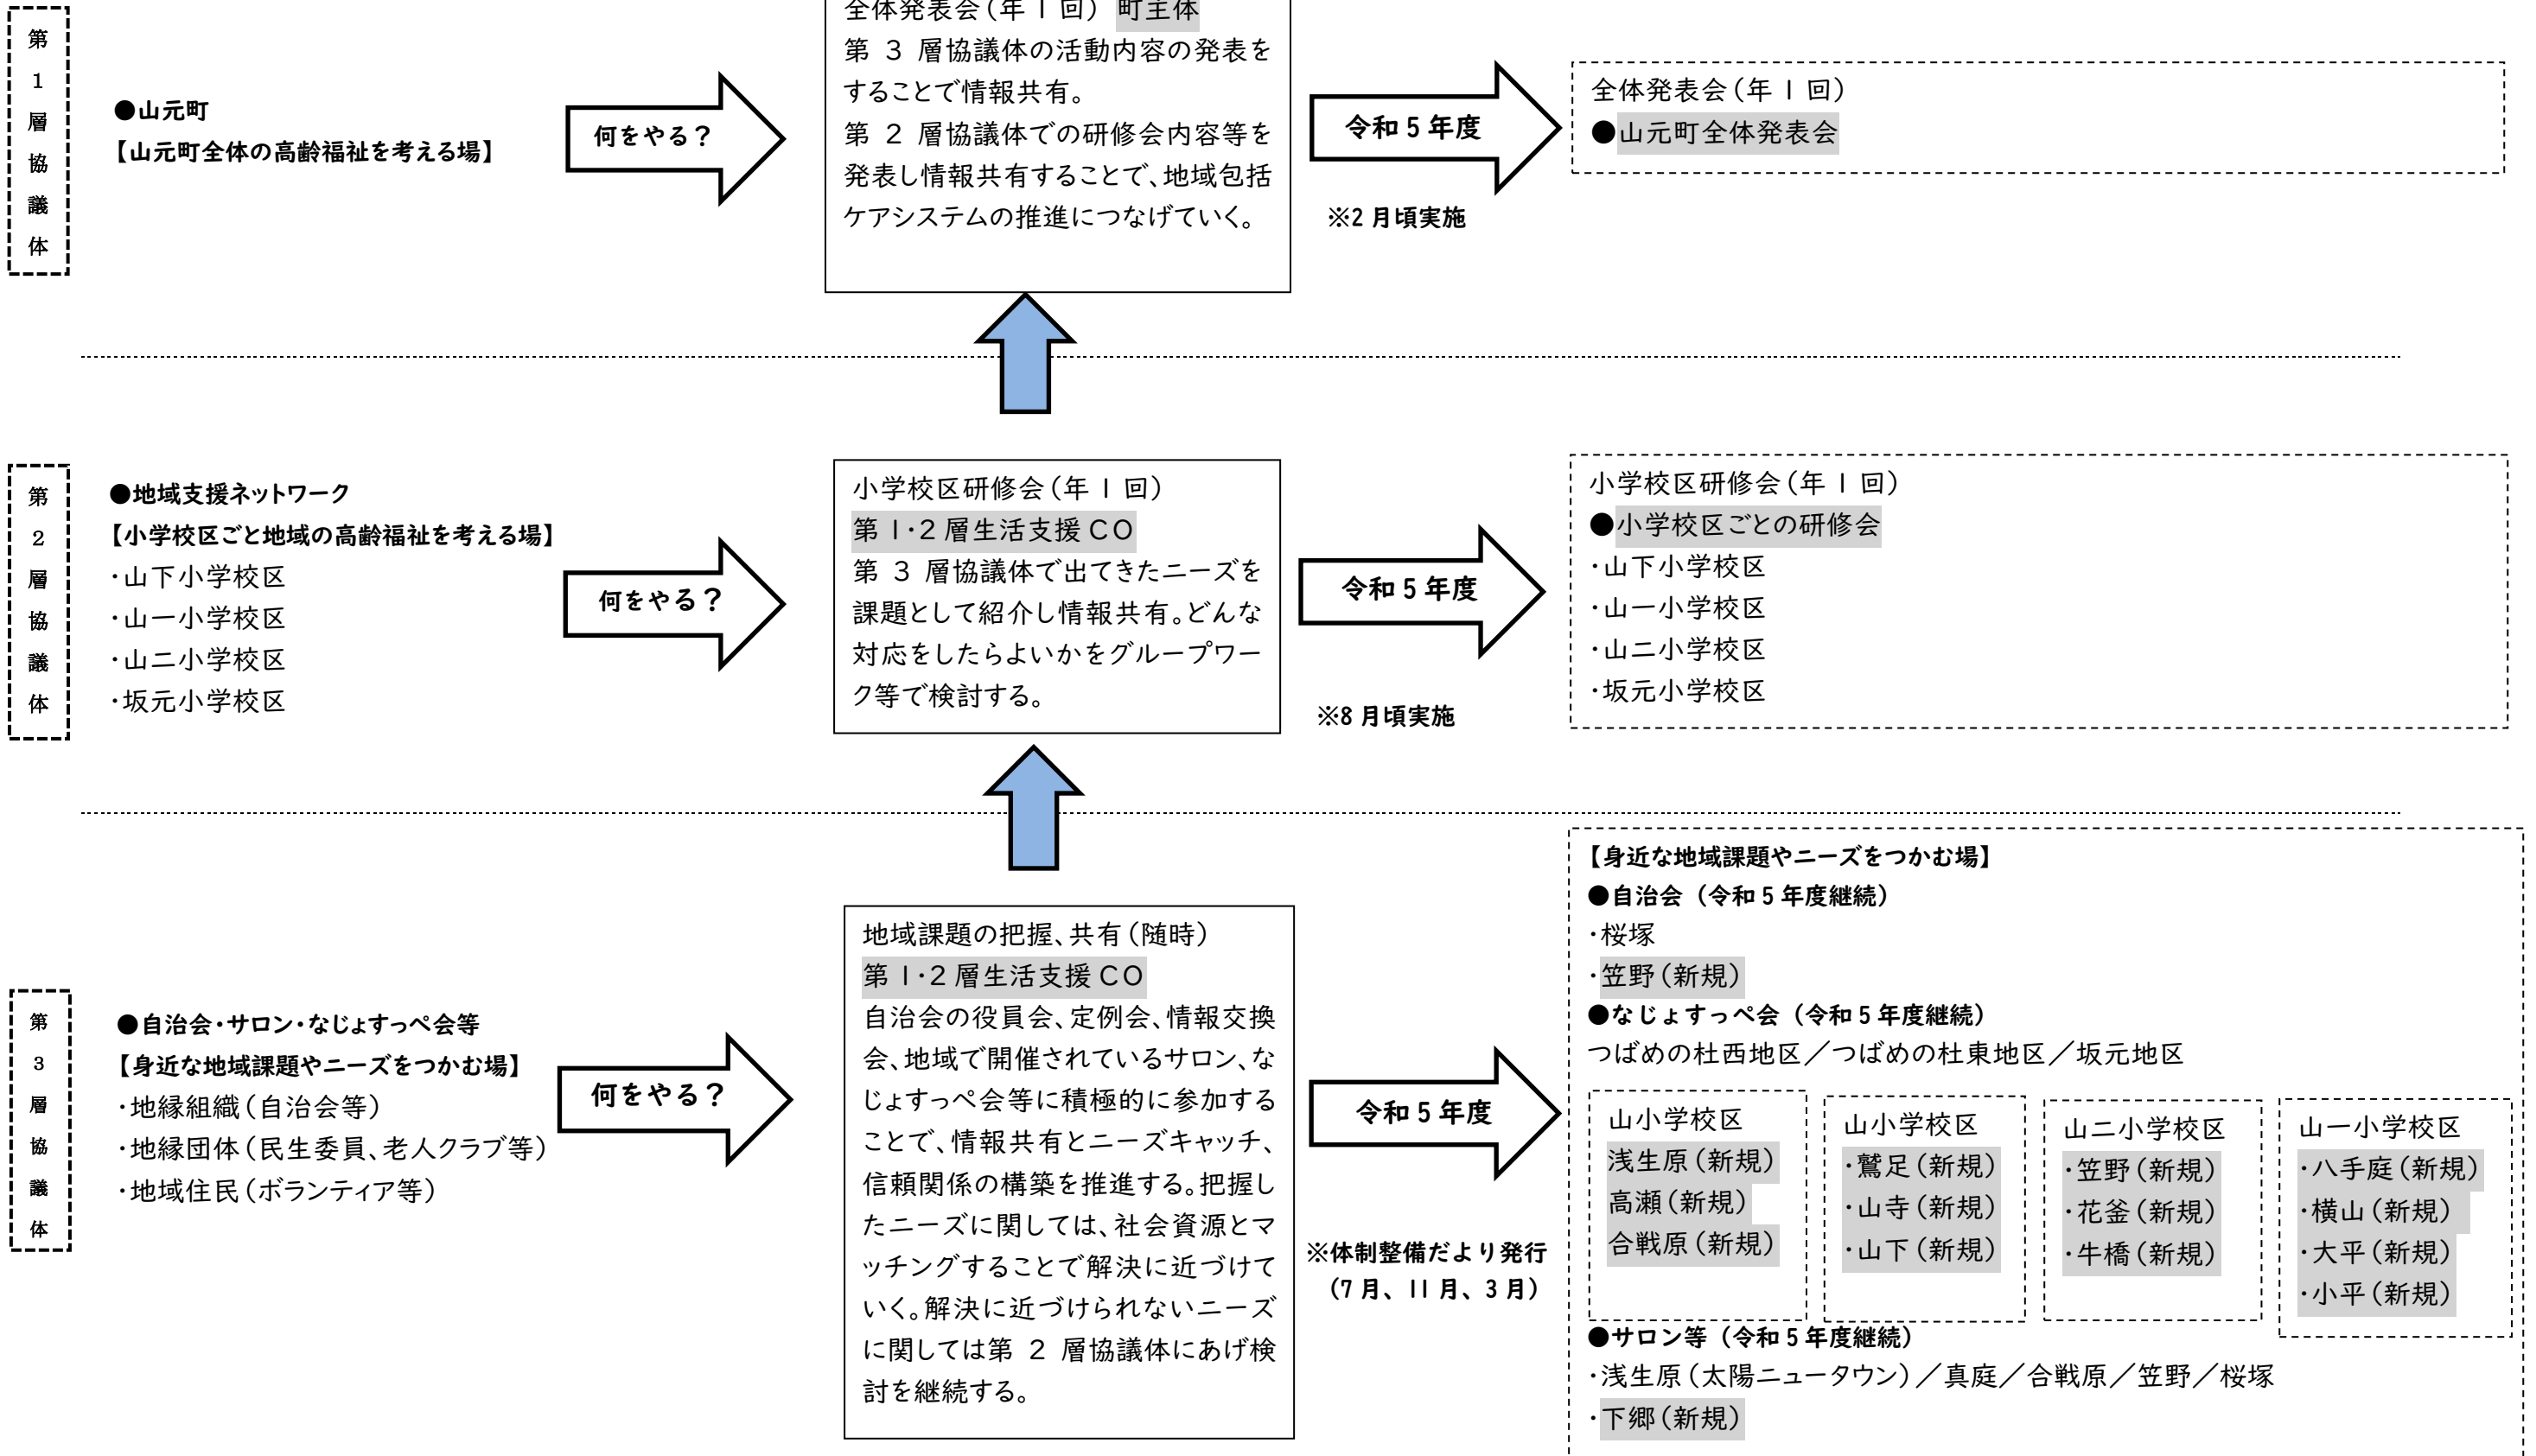 第
1
層
協
議
体
●山元町
【山元町全体の高齢福祉を考える場】
何をやる？
全体発表会（年1回） 町主体
第 3 層協議体の活動内容の発表を
することで情報共有。
第 2 層協議体での研修会内容等を
発表し情報共有することで、地域包括
ケアシステムの推進につなげていく。
令和5年度
※2月頃実施
全体発表会（年1回）
●山元町全体発表会
第
2
層
協
議
体
●地域支援ネットワーク
【小学校区ごと地域の高齢福祉を考える場】
・山下小学校区
・山一小学校区
・山二小学校区
・坂元小学校区
何をやる？
小学校区研修会（年1回）
第1・2層生活支援CO
第 3 層協議体で出てきたニーズを
課題として紹介し情報共有。どんな
対応をしたらよいかをグループワー
ク等で検討する。
令和5年度
※8月頃実施
小学校区研修会（年1回）
●小学校区ごとの研修会
・山下小学校区
・山一小学校区
・山二小学校区
・坂元小学校区
第
3
層
協
議
体
●自治会・サロン・なじょすっぺ会等
【身近な地域課題やニーズをつかむ場】
・地縁組織（自治会等）
・地縁団体（民生委員、老人クラブ等）
・地域住民（ボランティア等）
何をやる？
地域課題の把握、共有（随時）
第1・2層生活支援CO
自治会の役員会、定例会、情報交換
会、地域で開催されているサロン、な
じょすっぺ会等に積極的に参加する
ことで、情報共有とニーズキャッチ、
信頼関係の構築を推進する。把握し
たニーズに関しては、社会資源とマ
ッチングすることで解決に近づけて
いく。解決に近づけられないニーズ
に関しては第 2 層協議体にあげ検
討を継続する。
令和5年度
※体制整備だより発行
（7月、11月、3月）
【身近な地域課題やニーズをつかむ場】
●自治会（令和5年度継続）
・桜塚
・笠野（新規）
●なじょすっぺ会（令和5年度継続）
つばめの杜西地区／つばめの杜東地区／坂元地区
山小学校区
浅生原（新規）
高瀬（新規）
合戦原（新規）
山小学校区
・鷲足（新規）
・山寺（新規）
・山下（新規）
山二小学校区
・笠野（新規）
・花釜（新規）
・牛橋（新規）
山一小学校区
・八手庭（新規）
・横山（新規）
・大平（新規）
・小平（新規）
●サロン等（令和5年度継続）
・浅生原（太陽ニュータウン）／真庭／合戦原／笠野／桜塚
・下郷（新規）